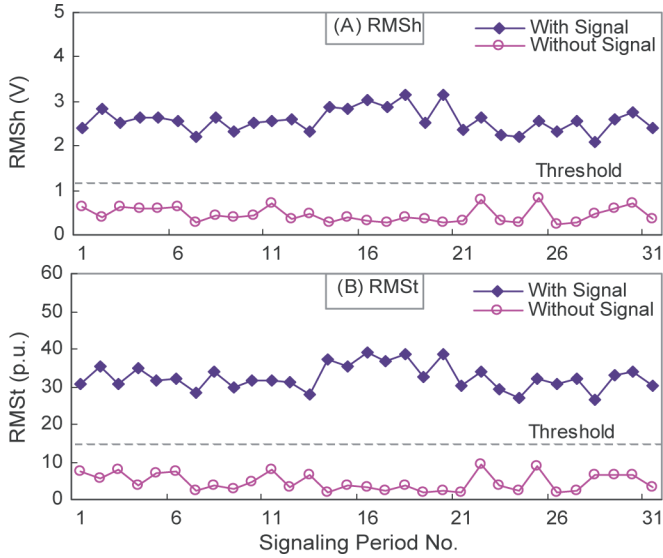 (A) RMSh
With Signal
Without Signal
RMSh (V)
5
3
2
1
0
Threshold
1
6
11
16
21
26
31
(B) RMSt
With Signal
Without Signal
RMSt (p.u.)
60
50
40
30
20
10
0
Threshold
1
6
11
16
21
26
31
Signaling Period No.